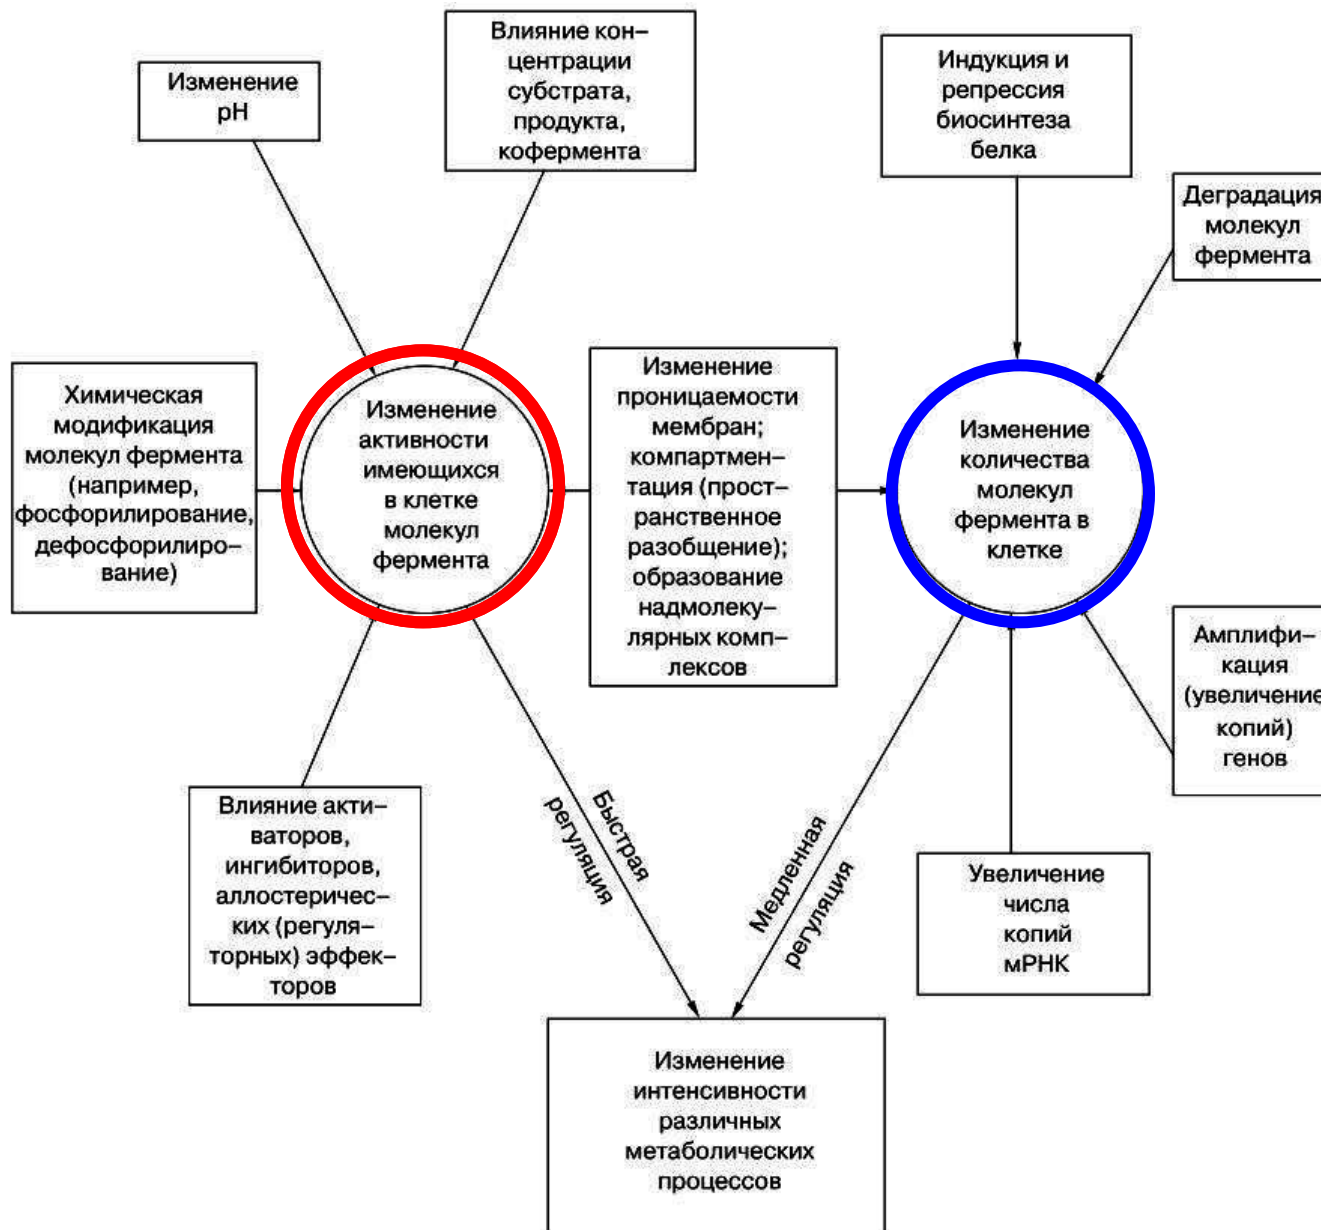 Изменение
pH
Влияние кон–
центрации
субстрата,
продукта,
кофермента
Индукция и
репрессия
биосинтеза
белка
Деградация
молекул
фермента
Химическая
модификация
молекул фермента
(например,
фосфорилирование,
дефосфорилиро–
вание)
Изменение
активности
имеющихся
в клетке
молекул
фермента
Изменение
проницаемости
мембран;
компартмен–
тация (прост–
ранственное
разобщение);
образование
надмолеку–
лярных комп–
лексов
Изменение
количества
молекул
фермента в
клетке
Амплифи–
кация
(увеличение
копий)
генов
Влияние акти–
ваторов,
ингибиторов,
аллостеричес–
ких (регуля–
торных) эффек–
торов
Быстрая
регуляция
Медленная
регуляция
Увеличение
числа
копий
мРНК
Изменение
интенсивности
различных
метаболических
процессов